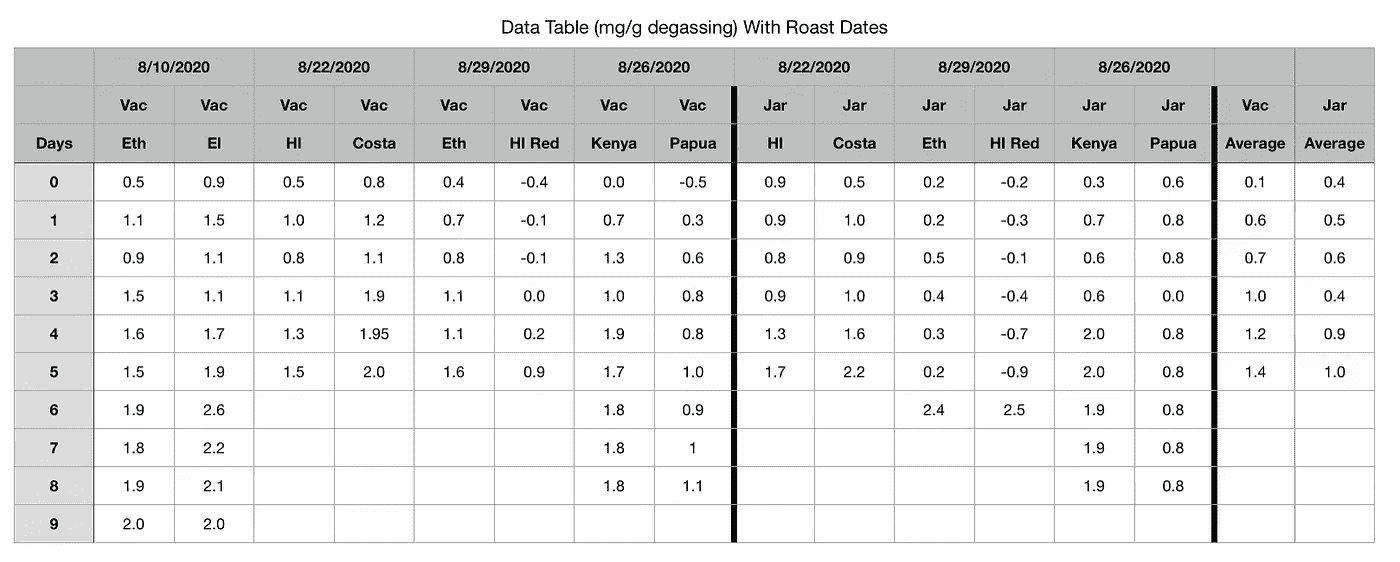 Data Table (mg/g degassing) With Roast Dates
8/10/2020 8/22/2020 8/29/2020 8/26/2020 8/22/2020 8/29/2020 8/26/2020
Vac Vac Vac Vac Vac Vac Vac Vac Jar Jar Jar Jar Jar Jar Vac Jar
Days Eth El HI Costa Eth HI Red Kenya Papua HI Costa Eth HI Red Kenya Papua Average Average
0 0.5 0.9 0.5 0.8 0.4 -0.4 0.0 -0.5 0.9 0.5 0.2 -0.2 0.3 0.6 0.1 0.4
1 1.1 1.5 1.0 1.2 0.7 -0.1 0.7 0.3 0.9 1.0 0.2 -0.3 0.7 0.8 0.6 0.5
2 0.9 1.1 0.8 1.1 0.8 -0.1 1.3 0.6 0.8 0.9 0.5 -0.1 0.6 0.8 0.7 0.6
3 1.5 1.1 1.1 1.9 1.1 0.0 1.0 0.8 0.9 1.0 0.4 -0.4 0.6 0.0 1.0 0.4
4 1.6 1.7 1.3 1.95 1.1 0.2 1.9 0.8 1.3 1.6 0.3 -0.7 2.0 0.8 1.2 0.9
5 1.5 1.9 1.5 2.0 1.6 0.9 1.7 1.0 1.7 2.2 0.2 -0.9 2.0 0.8 1.4 1.0
6 1.9 2.6 1.8 0.9 2.4 2.5 1.9 0.8
7 1.8 2.2 1.8 1 1.9 0.8
8 1.9 2.1 1.8 1.1 1.9 0.8
9 2.0 2.0